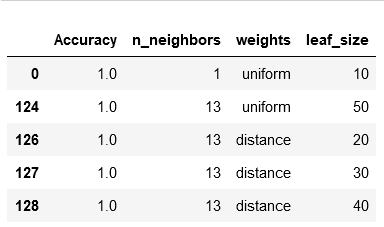 Accuracy n_neighbors weights leaf_size
0 1.0 1 uniform 10
124 1.0 13 uniform 50
126 1.0 13 distance 20
127 1.0 13 distance 30
128 1.0 13 distance 40